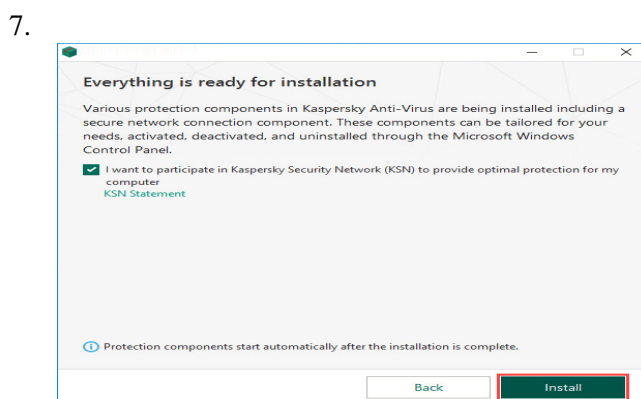 7.
Everything is ready for installation
Various protection components in Kaspersky Anti-Virus are being installed including a
secure network connection component. These components can be tailored for your
needs, activated, deactivated, and uninstalled through the Microsoft Windows
Control Panel.
I want to participate in Kaspersky Security Network (KSN) to provide optimal protection for my
computer
KSN Statement
Protection components start automatically after the installation is complete.
Back Install